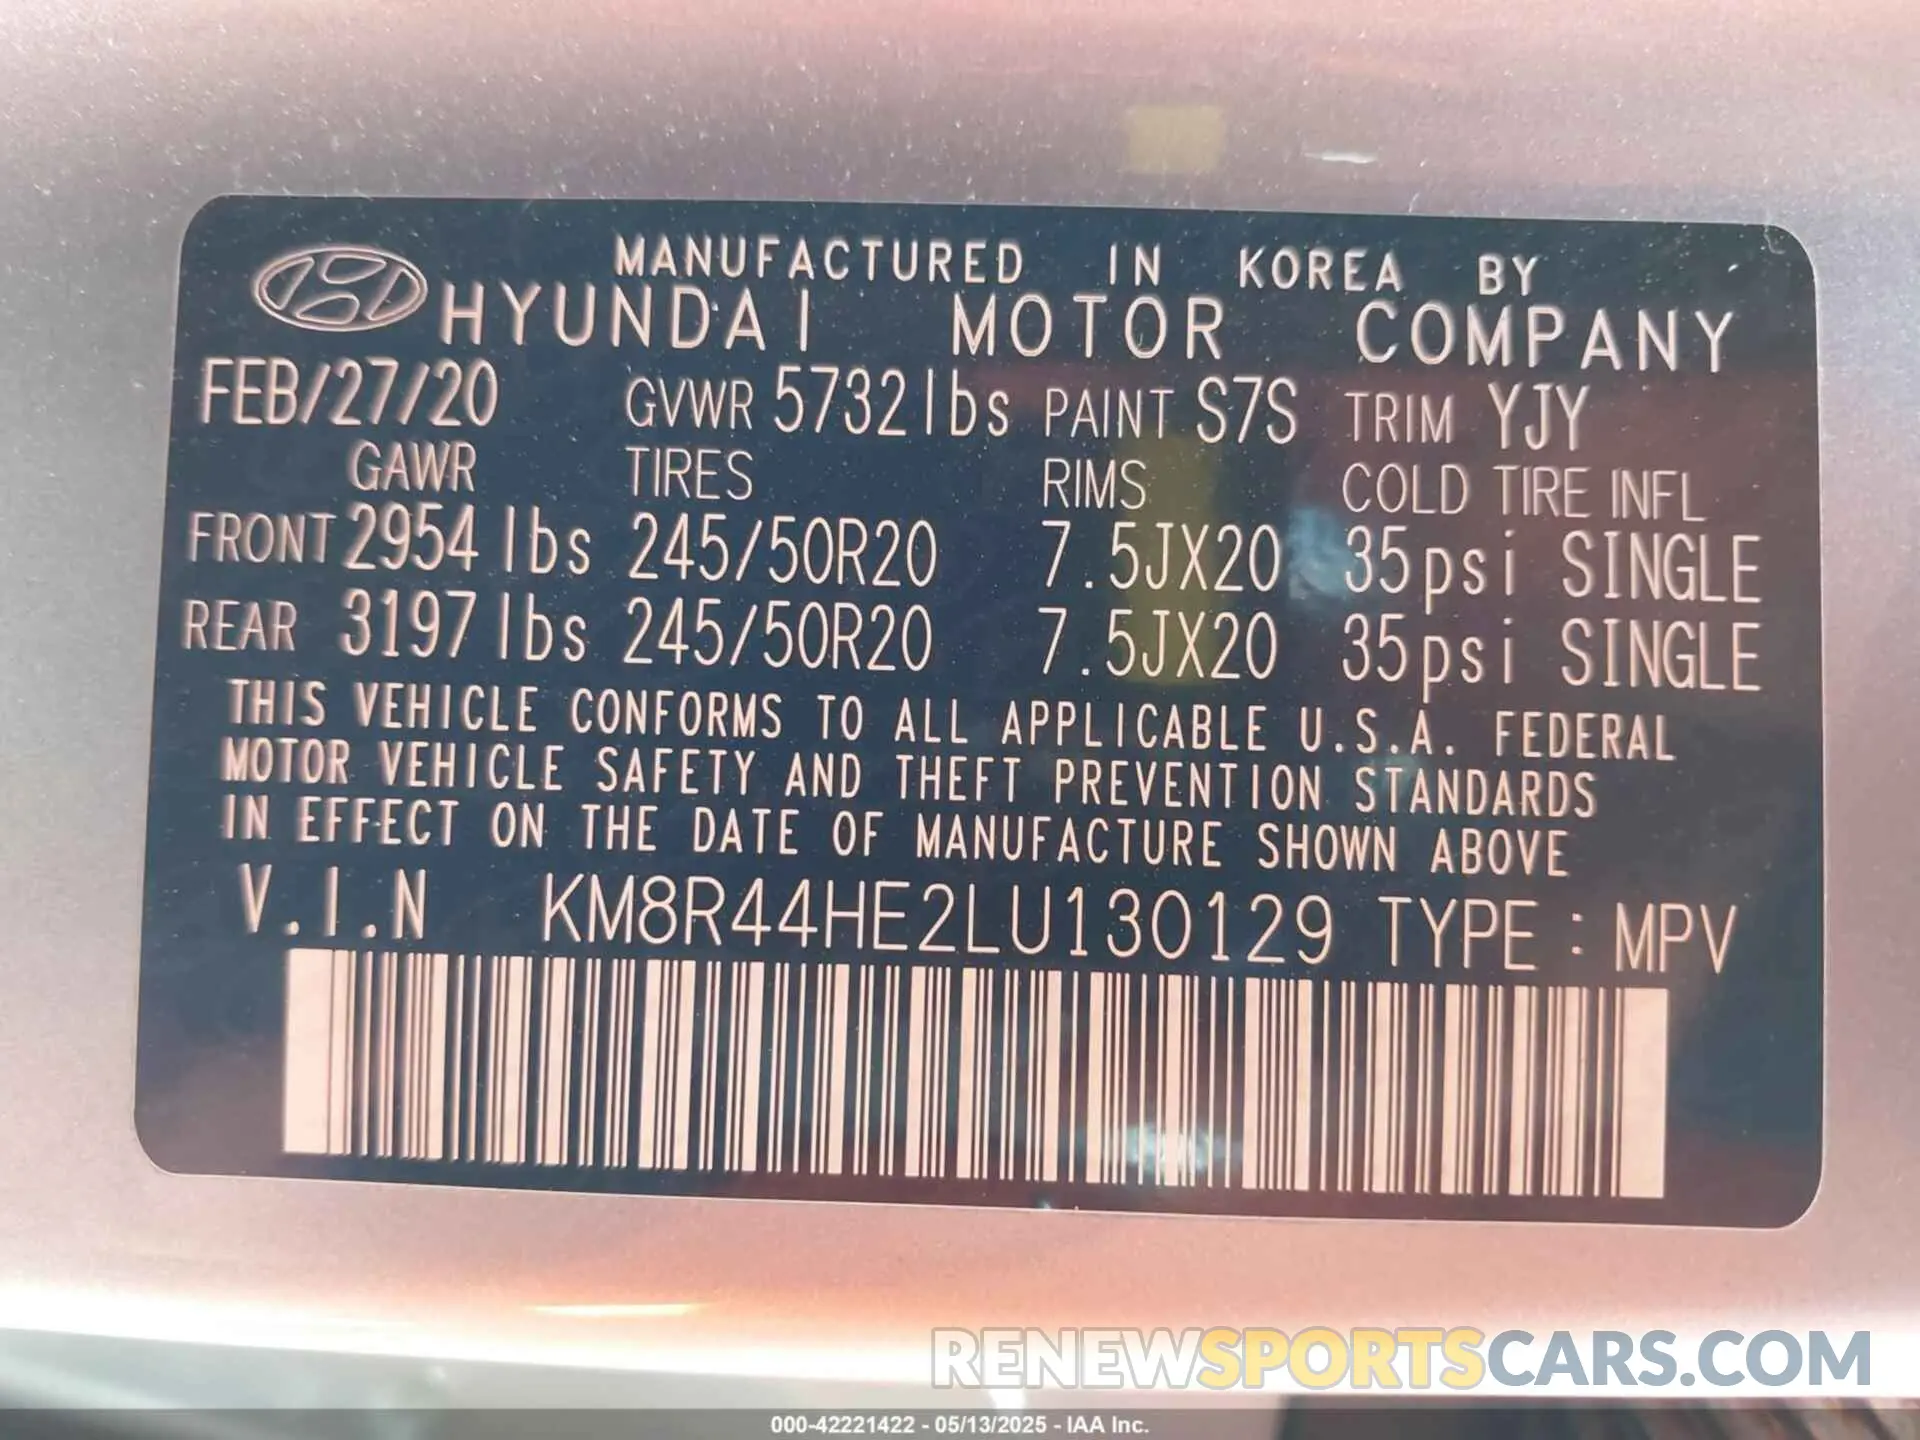 MANUFACTURED IN KOREA BY
HYUNDAI MOTOR COMPANY
FEB/27/20 GVWR 5732lbs PAINT S7S TRIM YJY
GAWR TIRES RIMS COLD TIRE INFL
FRONT 2954 lbs 245/50R20 7.5JX20 35psi SINGLE
REAR 3197 lbs 245/50R20 7.5JX20 35psi SINGLE
THIS VEHICLE CONFORMS TO ALL APPLICABLE U.S.A. FEDERAL
MOTOR VEHICLE SAFETY AND THEFT PREVENTION STANDARDS
IN EFFECT ON THE DATE OF MANUFACTURE SHOWN ABOVE
V.I.N KM8R44HE2LU130129 TYPE : MPV
RENEWSPORTSCARS.COM
000-42221422 - 05/13/2025 - IAA Inc.